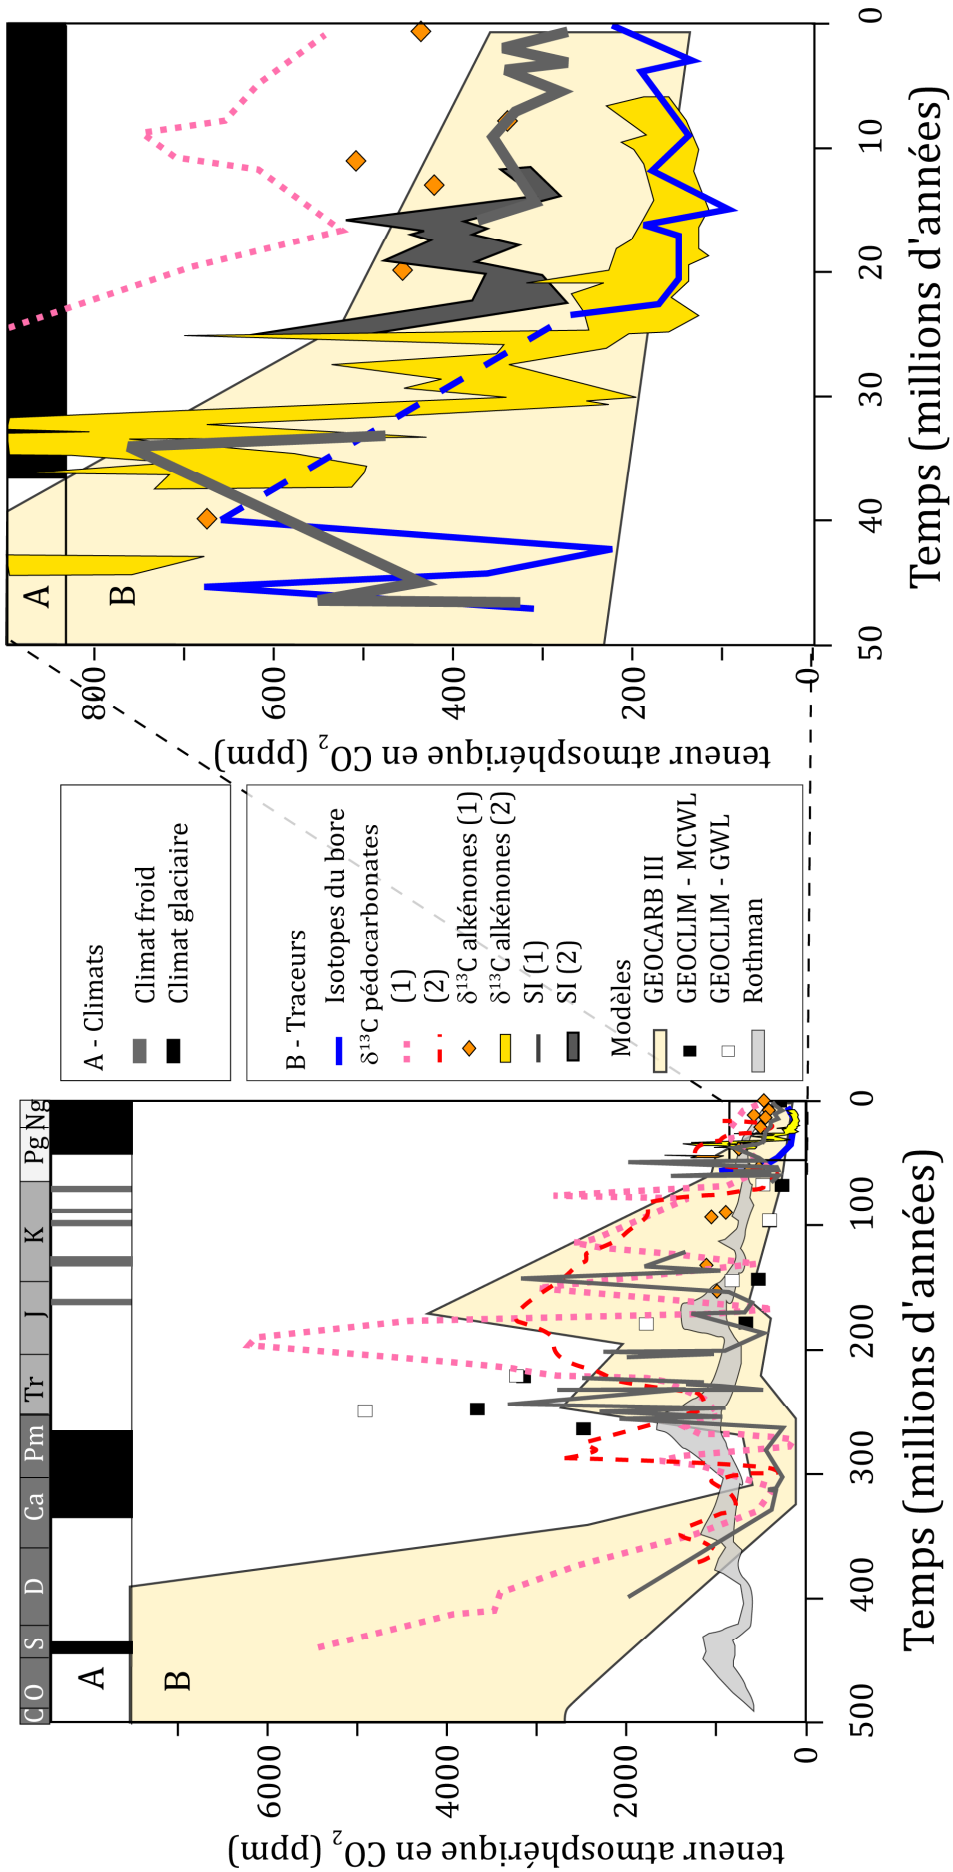 C O S D Ca Pm Tr J K Pg Ng
A
B
6000
4000
2000
0
teneur atmosphérique en CO₂ (ppm)
500 400 300 200 100 0
Temps (millions d'années)
A - Climats
Climat froid
Climat glaciaire
B - Traceurs
Isotopes du bore
δ¹³C pédocarbonates
(1)
(2)
δ¹³C alkénones (1)
δ¹³C alkénones (2)
SI (1)
SI (2)
Modèles
GEOCARB III
GEOCLIM - MCWL
GEOCLIM - GWL
Rothman
A
B
800
600
400
200
0
teneur atmosphérique en CO₂ (ppm)
50 40 30 20 10 0
Temps (millions d'années)